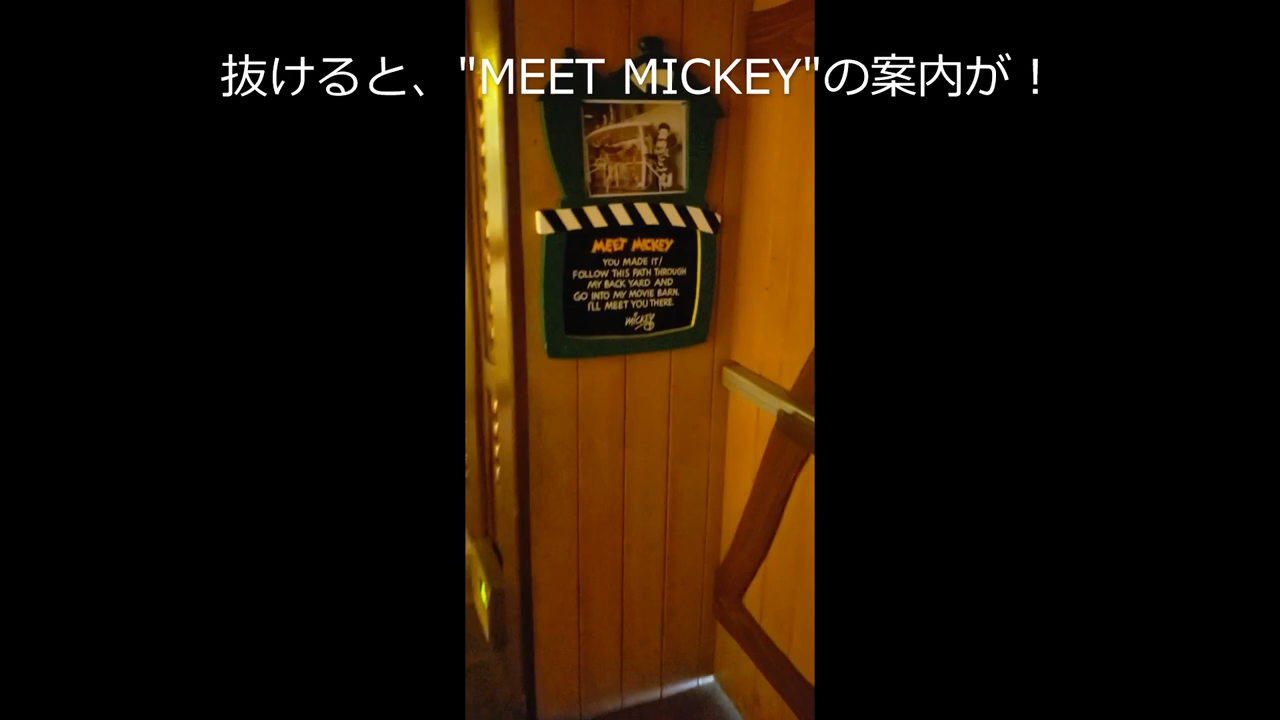 抜けると、"MEET MICKEY"の案内が！
MEET MICKEY
YOU MADE IT!
FOLLOW THIS PATH THROUGH
MY BACK YARD AND
GO INTO MY MOVIE BARN.
I'LL MEET YOU THERE.
Mickey